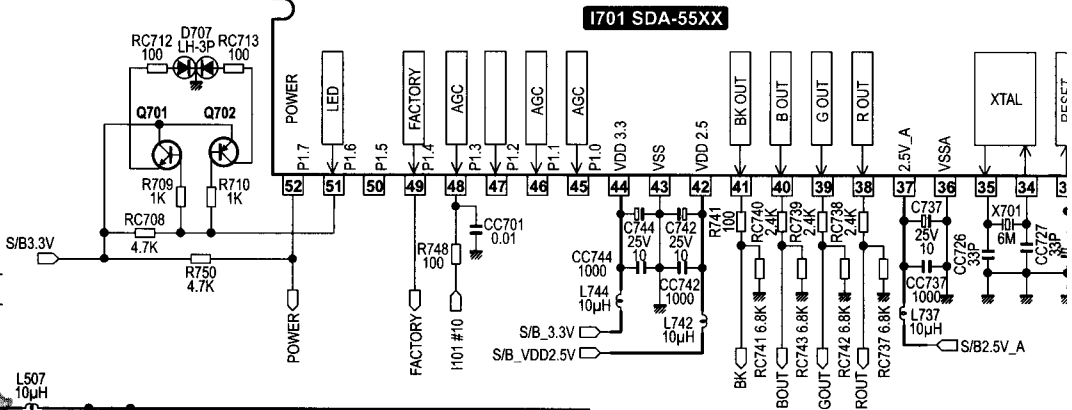 I701 SDA-55XX
D707
LH-3P
RC712
100
RC713
100
Q701
Q702
R709
1K
R710
1K
RC708
4.7K
S/B3.3V
R750
4.7K
POWER
LED
FACTORY
AGC
AGC
AGC
BK OUT
B OUT
G OUT
R OUT
XTAL
RESET
P1.7
P1.6
P1.5
P1.4
P1.3
P1.2
P1.1
P1.0
VDD 3.3
VSS
VDD 2.5
2.5V_A
VSSA
52
51
50
49
48
47
46
45
44
43
42
41
40
39
38
37
36
35
34
CC701
0.01
R748
100
C744
25V
10
C742
25V
10
CC744
1000
CC742
1000
L744
10µH
L742
10µH
S/B_3.3V
S/B_VDD2.5V
R741
100
RC740
2.4K
RC739
2.4K
RC738
2.4K
C737
25V
10
CC737
1000
L737
10µH
S/B2.5V_A
X701
6M
CC726
33P
CC727
33P
POWER
FACTORY
I101 #10
BK
RC741 6.8K
BOUT
RC743 6.8K
GOUT
RC742 6.8K
ROUT
RC737 6.8K
L507
10µH